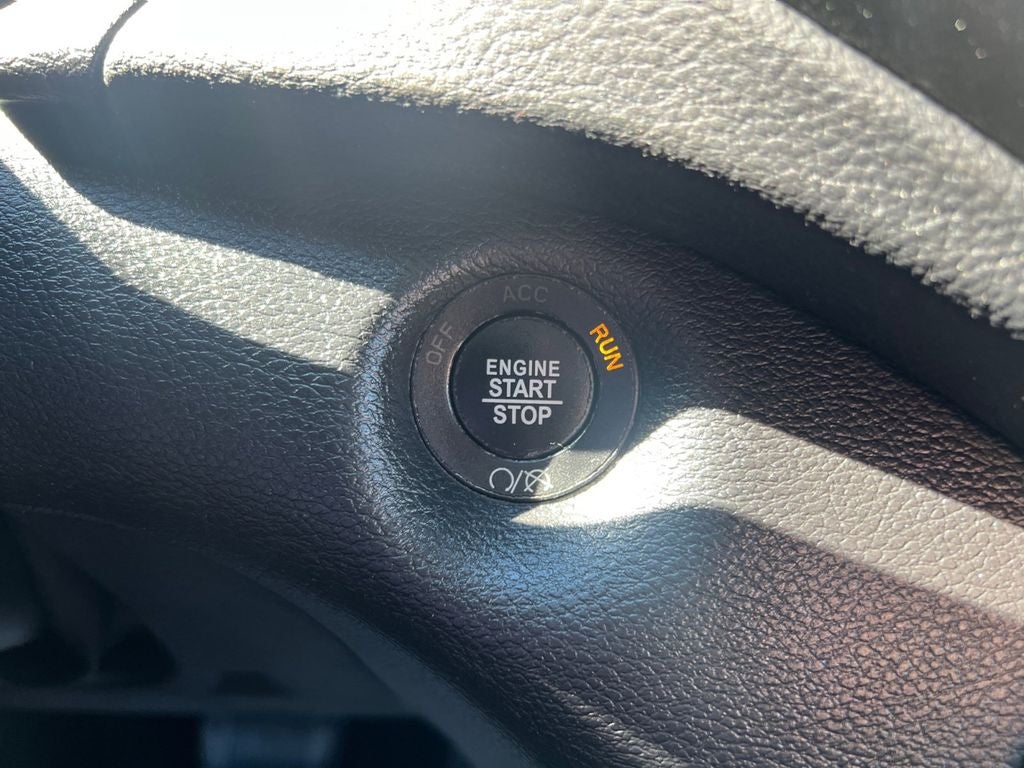 ACC
OFF
RUN
ENGINE
START
STOP